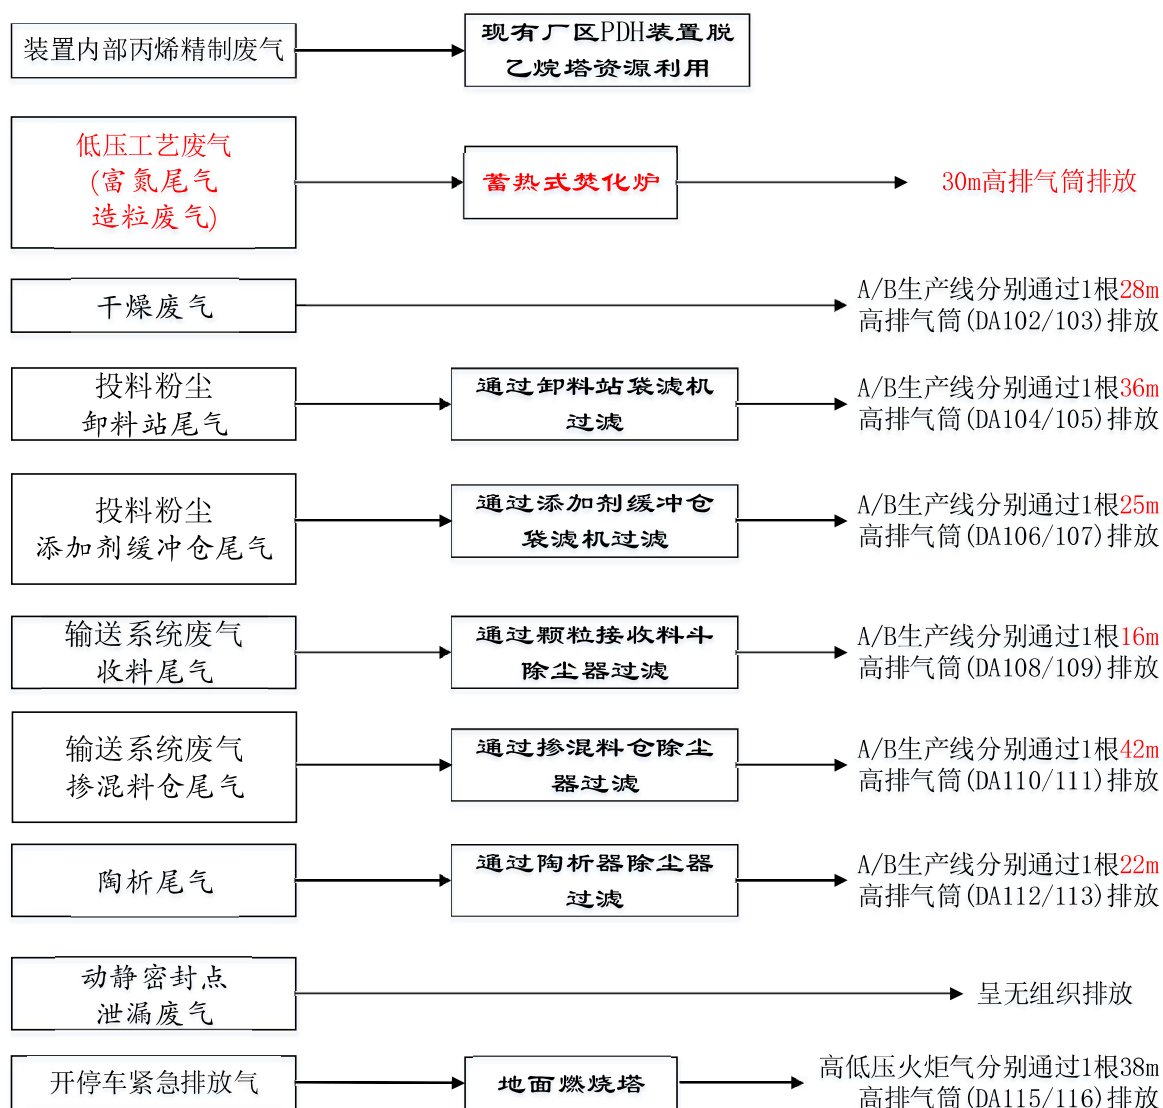 装置内部丙烯精制废气
现有厂区PDH装置脱
乙烷塔资源利用
低压工艺废气
(富氮尾气
造粒废气)
蓄热式焚化炉
30m高排气筒排放
干燥废气
A/B生产线分别通过1根28m
高排气筒(DA102/103)排放
投料粉尘
卸料站尾气
通过卸料站袋滤机
过滤
A/B生产线分别通过1根36m
高排气筒(DA104/105)排放
投料粉尘
添加剂缓冲仓尾气
通过添加剂缓冲仓
袋滤机过滤
A/B生产线分别通过1根25m
高排气筒(DA106/107)排放
输送系统废气
收料尾气
通过颗粒接收料斗
除尘器过滤
A/B生产线分别通过1根16m
高排气筒(DA108/109)排放
输送系统废气
掺混料仓尾气
通过掺混料仓除尘
器过滤
A/B生产线分别通过1根42m
高排气筒(DA110/111)排放
陶析尾气
通过陶析器除尘器
过滤
A/B生产线分别通过1根22m
高排气筒(DA112/113)排放
动静密封点
泄漏废气
呈无组织排放
开停车紧急排放气
地面燃烧塔
高低压火炬气分别通过1根38m
高排气筒(DA115/116)排放